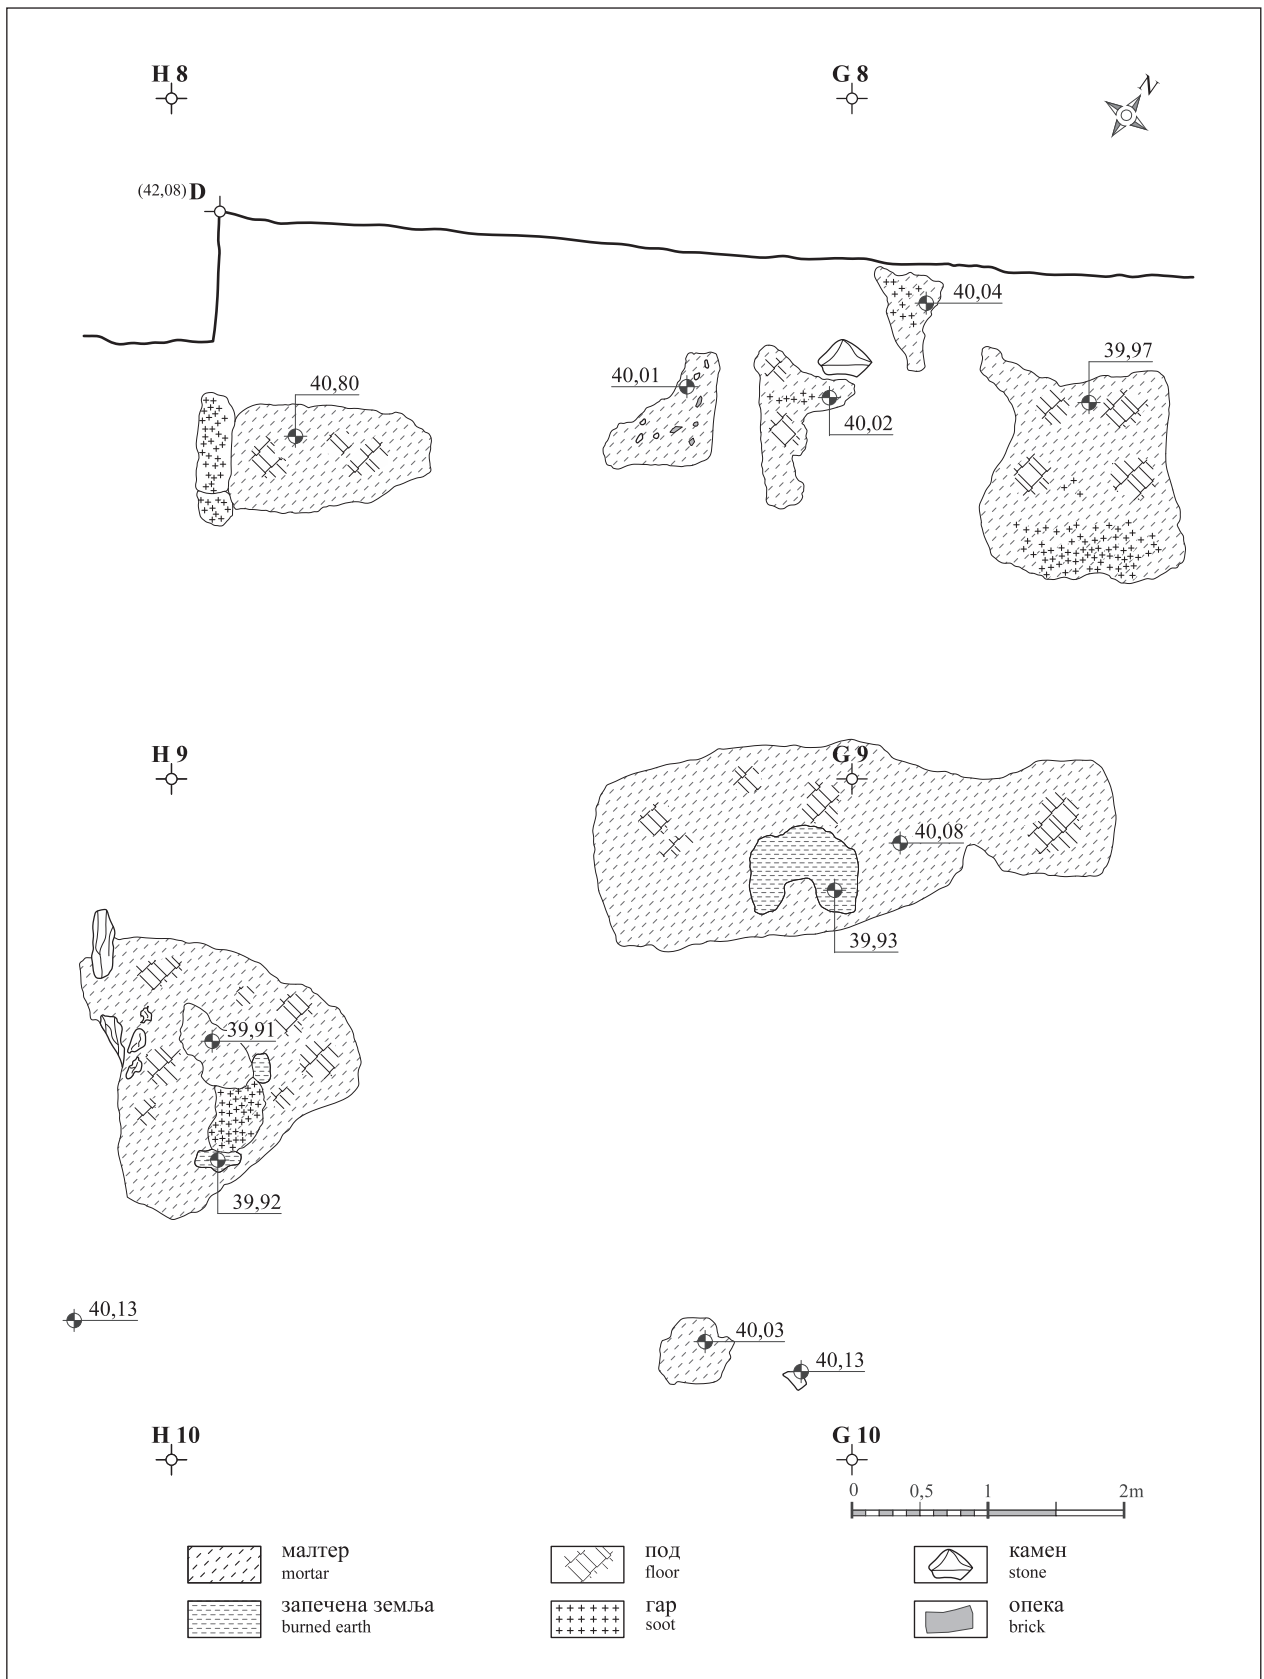 H 8
G 8
N
(42,08) D
40,04
39,97
40,80
40,01
40,02
H 9
G 9
40,08
39,93
39,91
39,92
40,13
40,03
40,13
H 10
G 10
0 0,5 1 2m
малтер
mortar
под
floor
камен
stone
запечена земља
burned earth
гар
soot
опека
brick